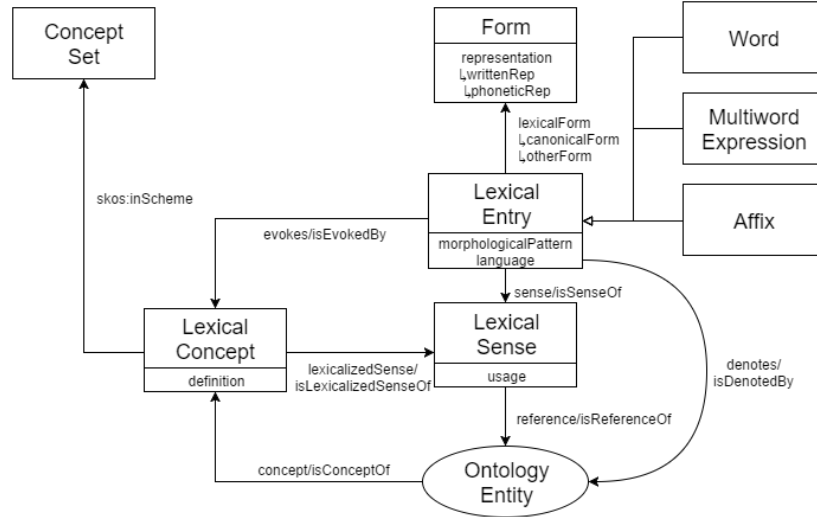 Concept
Set
Form
representation
↳writtenRep
↳phoneticRep
Word
Multiword
Expression
Affix
lexicalForm
↳canonicalForm
↳otherForm
skos:inScheme
Lexical
Entry
morphologicalPattern
language
evokes/isEvokedBy
sense/isSenseOf
Lexical
Concept
definition
lexicalizedSense/
isLexicalizedSenseOf
Lexical
Sense
usage
denotes/
isDenotedBy
reference/isReferenceOf
concept/isConceptOf
Ontology
Entity